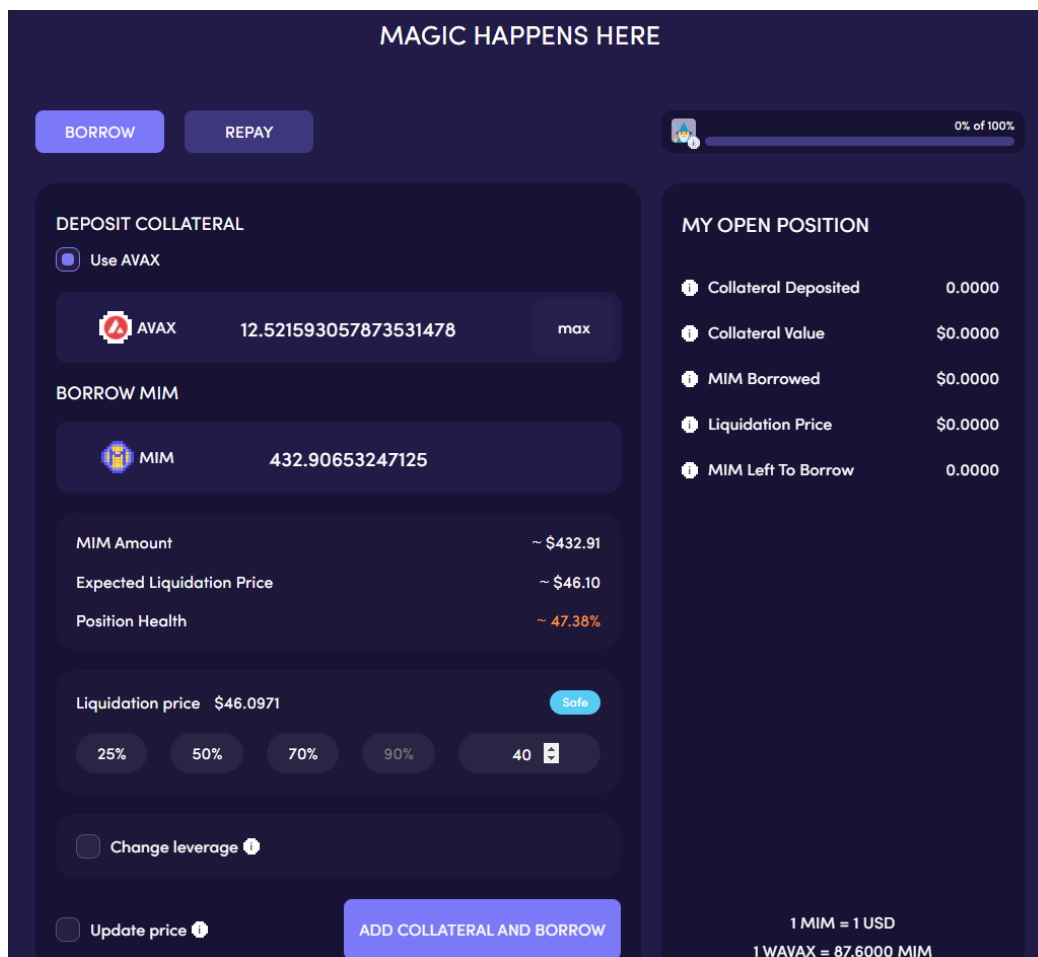 MAGIC HAPPENS HERE
BORROW
REPAY
0% of 100%
DEPOSIT COLLATERAL
Use AVAX
AVAX 12.521593057873531478 max
BORROW MIM
MIM 432.90653247125
MIM Amount ~ $432.91
Expected Liquidation Price ~ $46.10
Position Health ~ 47.38%
Liquidation price $46.0971 Safe
25% 50% 70% 90% 40
Change leverage
Update price
ADD COLLATERAL AND BORROW
MY OPEN POSITION
Collateral Deposited 0.0000
Collateral Value $0.0000
MIM Borrowed $0.0000
Liquidation Price $0.0000
MIM Left To Borrow 0.0000
1 MIM = 1 USD
1 WAVAX = 87.6000 MIM